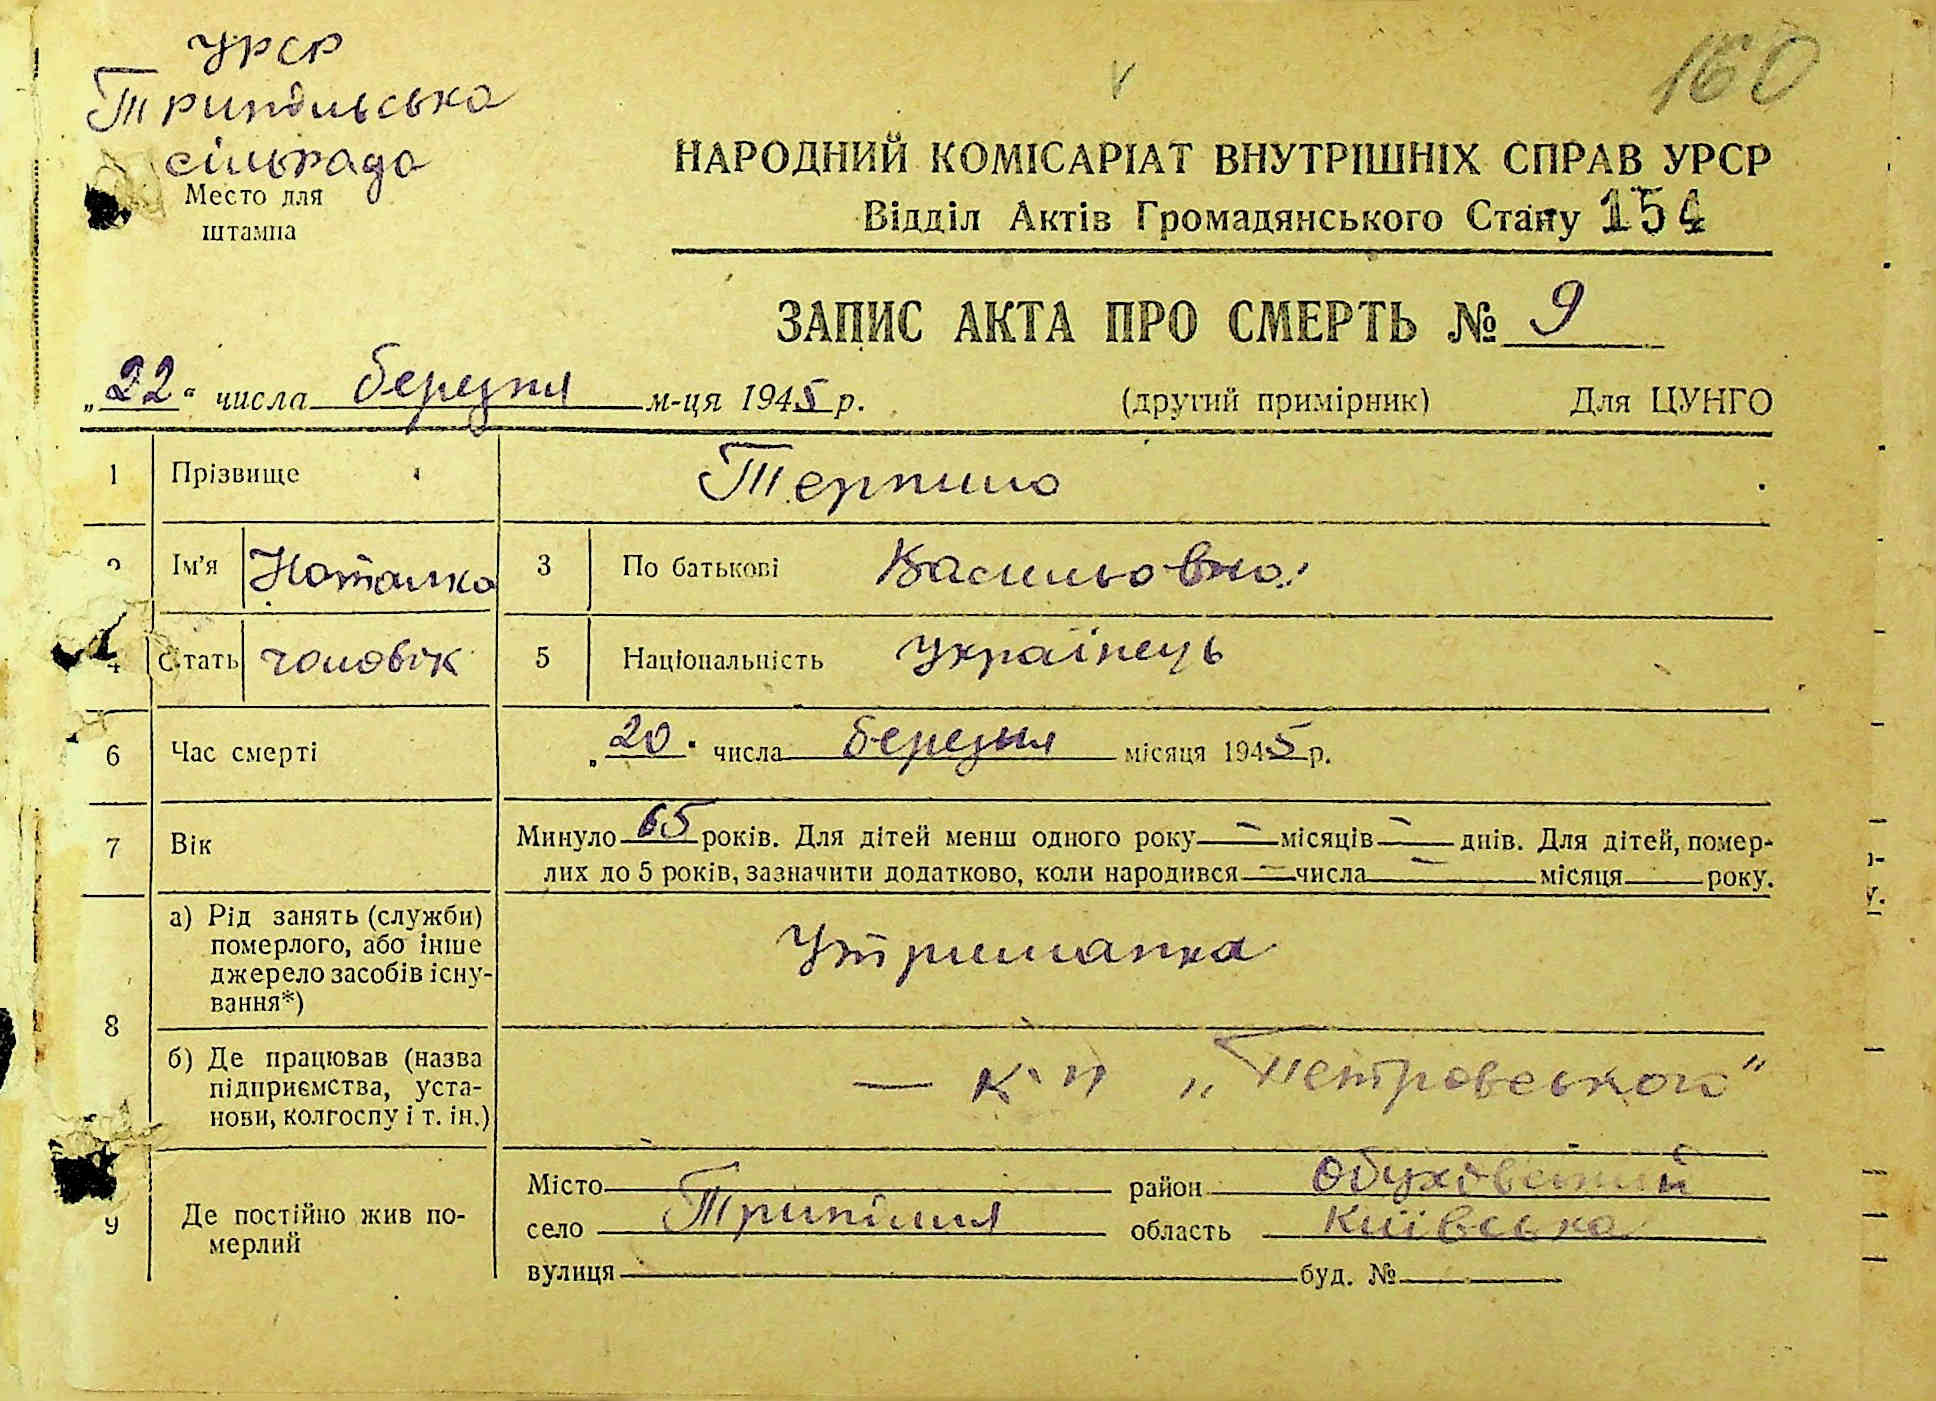 УРСР
Трипільська
сільрада
Место для
штампа
160
НАРОДНИЙ КОМІСАРІАТ ВНУТРІШНІХ СПРАВ УРСР
Відділ Актів Громадянського Стану 154
ЗАПИС АКТА ПРО СМЕРТЬ № 9
„22“ числа березня м-ця 1945 р. (другий примірник) Для ЦУНГО
1 Прізвище Терпило
2 Ім'я Наталка 3 По батькові Васильовна
4 Стать чоловік 5 Національність Українець
6 Час смерті „20“ числа березня місяця 1945 р.
7 Вік Минуло 65 років. Для дітей менш одного року — місяців — днів. Для дітей, помер-
лих до 5 років, зазначити додатково, коли народився — числа — місяця року.
8 а) Рід занять (служби)
померлого, або інше
джерело засобів існу-
вання*)
Утриманка
б) Де працював (назва
підприємства, уста-
нови, колгоспу і т. ін.)
— к-п „Петровського"
9 Де постійно жив по-
мерлий
Місто район Обуховський
село Трипілля область Київська
вулиця буд. №